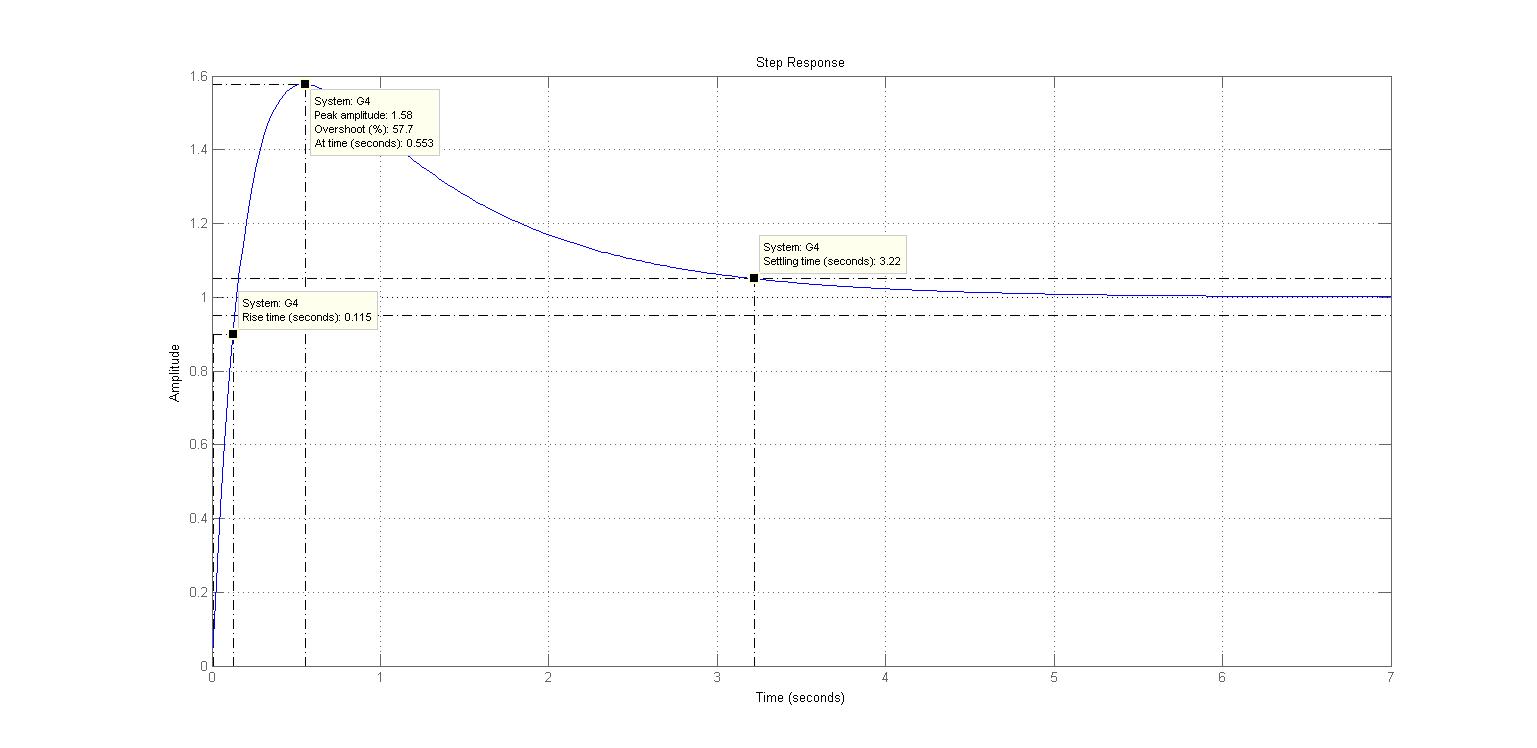 Step Response
1.6
System: G4
Peak amplitude: 1.58
Overshoot (%): 57.7
At time (seconds): 0.553
1.4
1.2
System: G4
Settling time (seconds): 3.22
1
System: G4
Rise time (seconds): 0.115
Amplitude
0.8
0.6
0.4
0.2
0
0 1 2 3 4 5 6 7
Time (seconds)